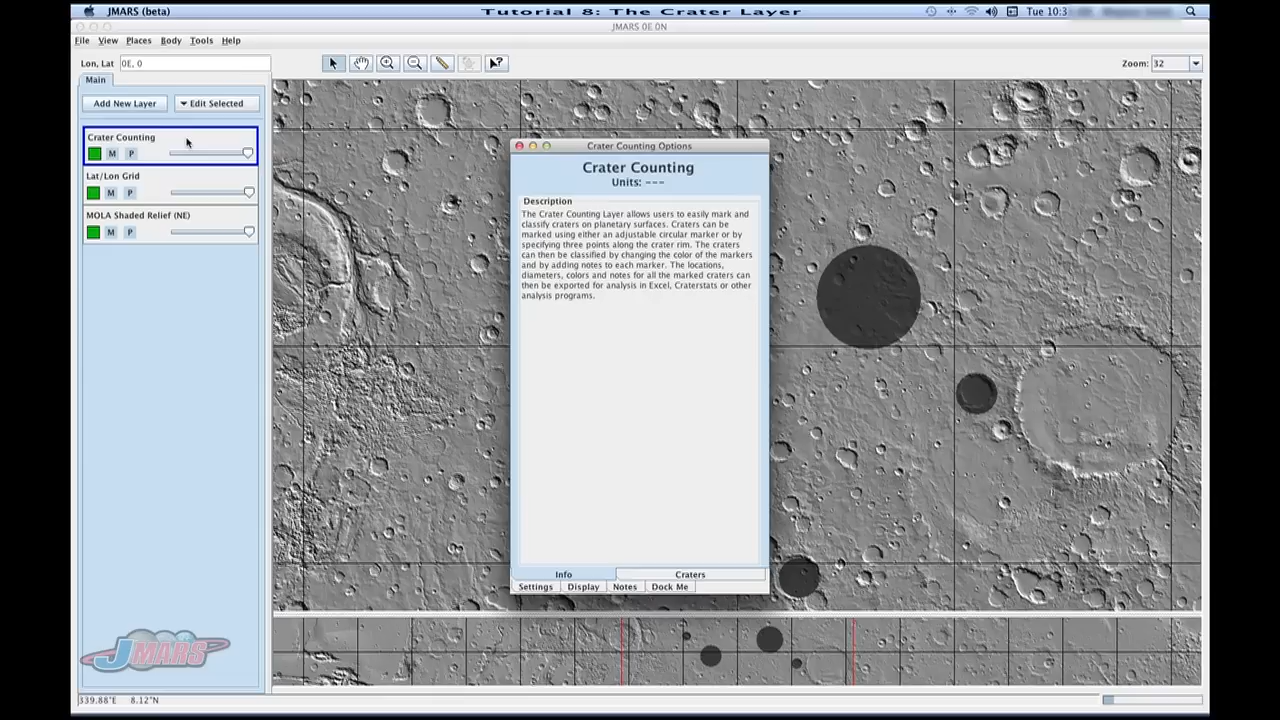 JMARS (beta)
Tutorial 8: The Crater Layer
Tue 10:3
JMARS 0E 0N
File View Places Body Tools Help
Lon, Lat 0E, 0
Zoom: 32
Main
Add New Layer
Edit Selected
Crater Counting
M P
Lat/Lon Grid
M P
MOLA Shaded Relief (NE)
M P
Crater Counting Options
Crater Counting
Units: ---
Description
The Crater Counting Layer allows users to easily mark and
classify craters on planetary surfaces. Craters can be
marked using either an adjustable circular marker or by
specifying three points along the crater rim. The craters
can then be classified by changing the color of the markers
and by adding notes to each marker. The locations,
diameters, colors and notes for all the marked craters can
then be exported for analysis in Excel, Craterstats or other
analysis programs.
Info Craters
Settings Display Notes Dock Me
JMARS
339.88°E 8.12°N